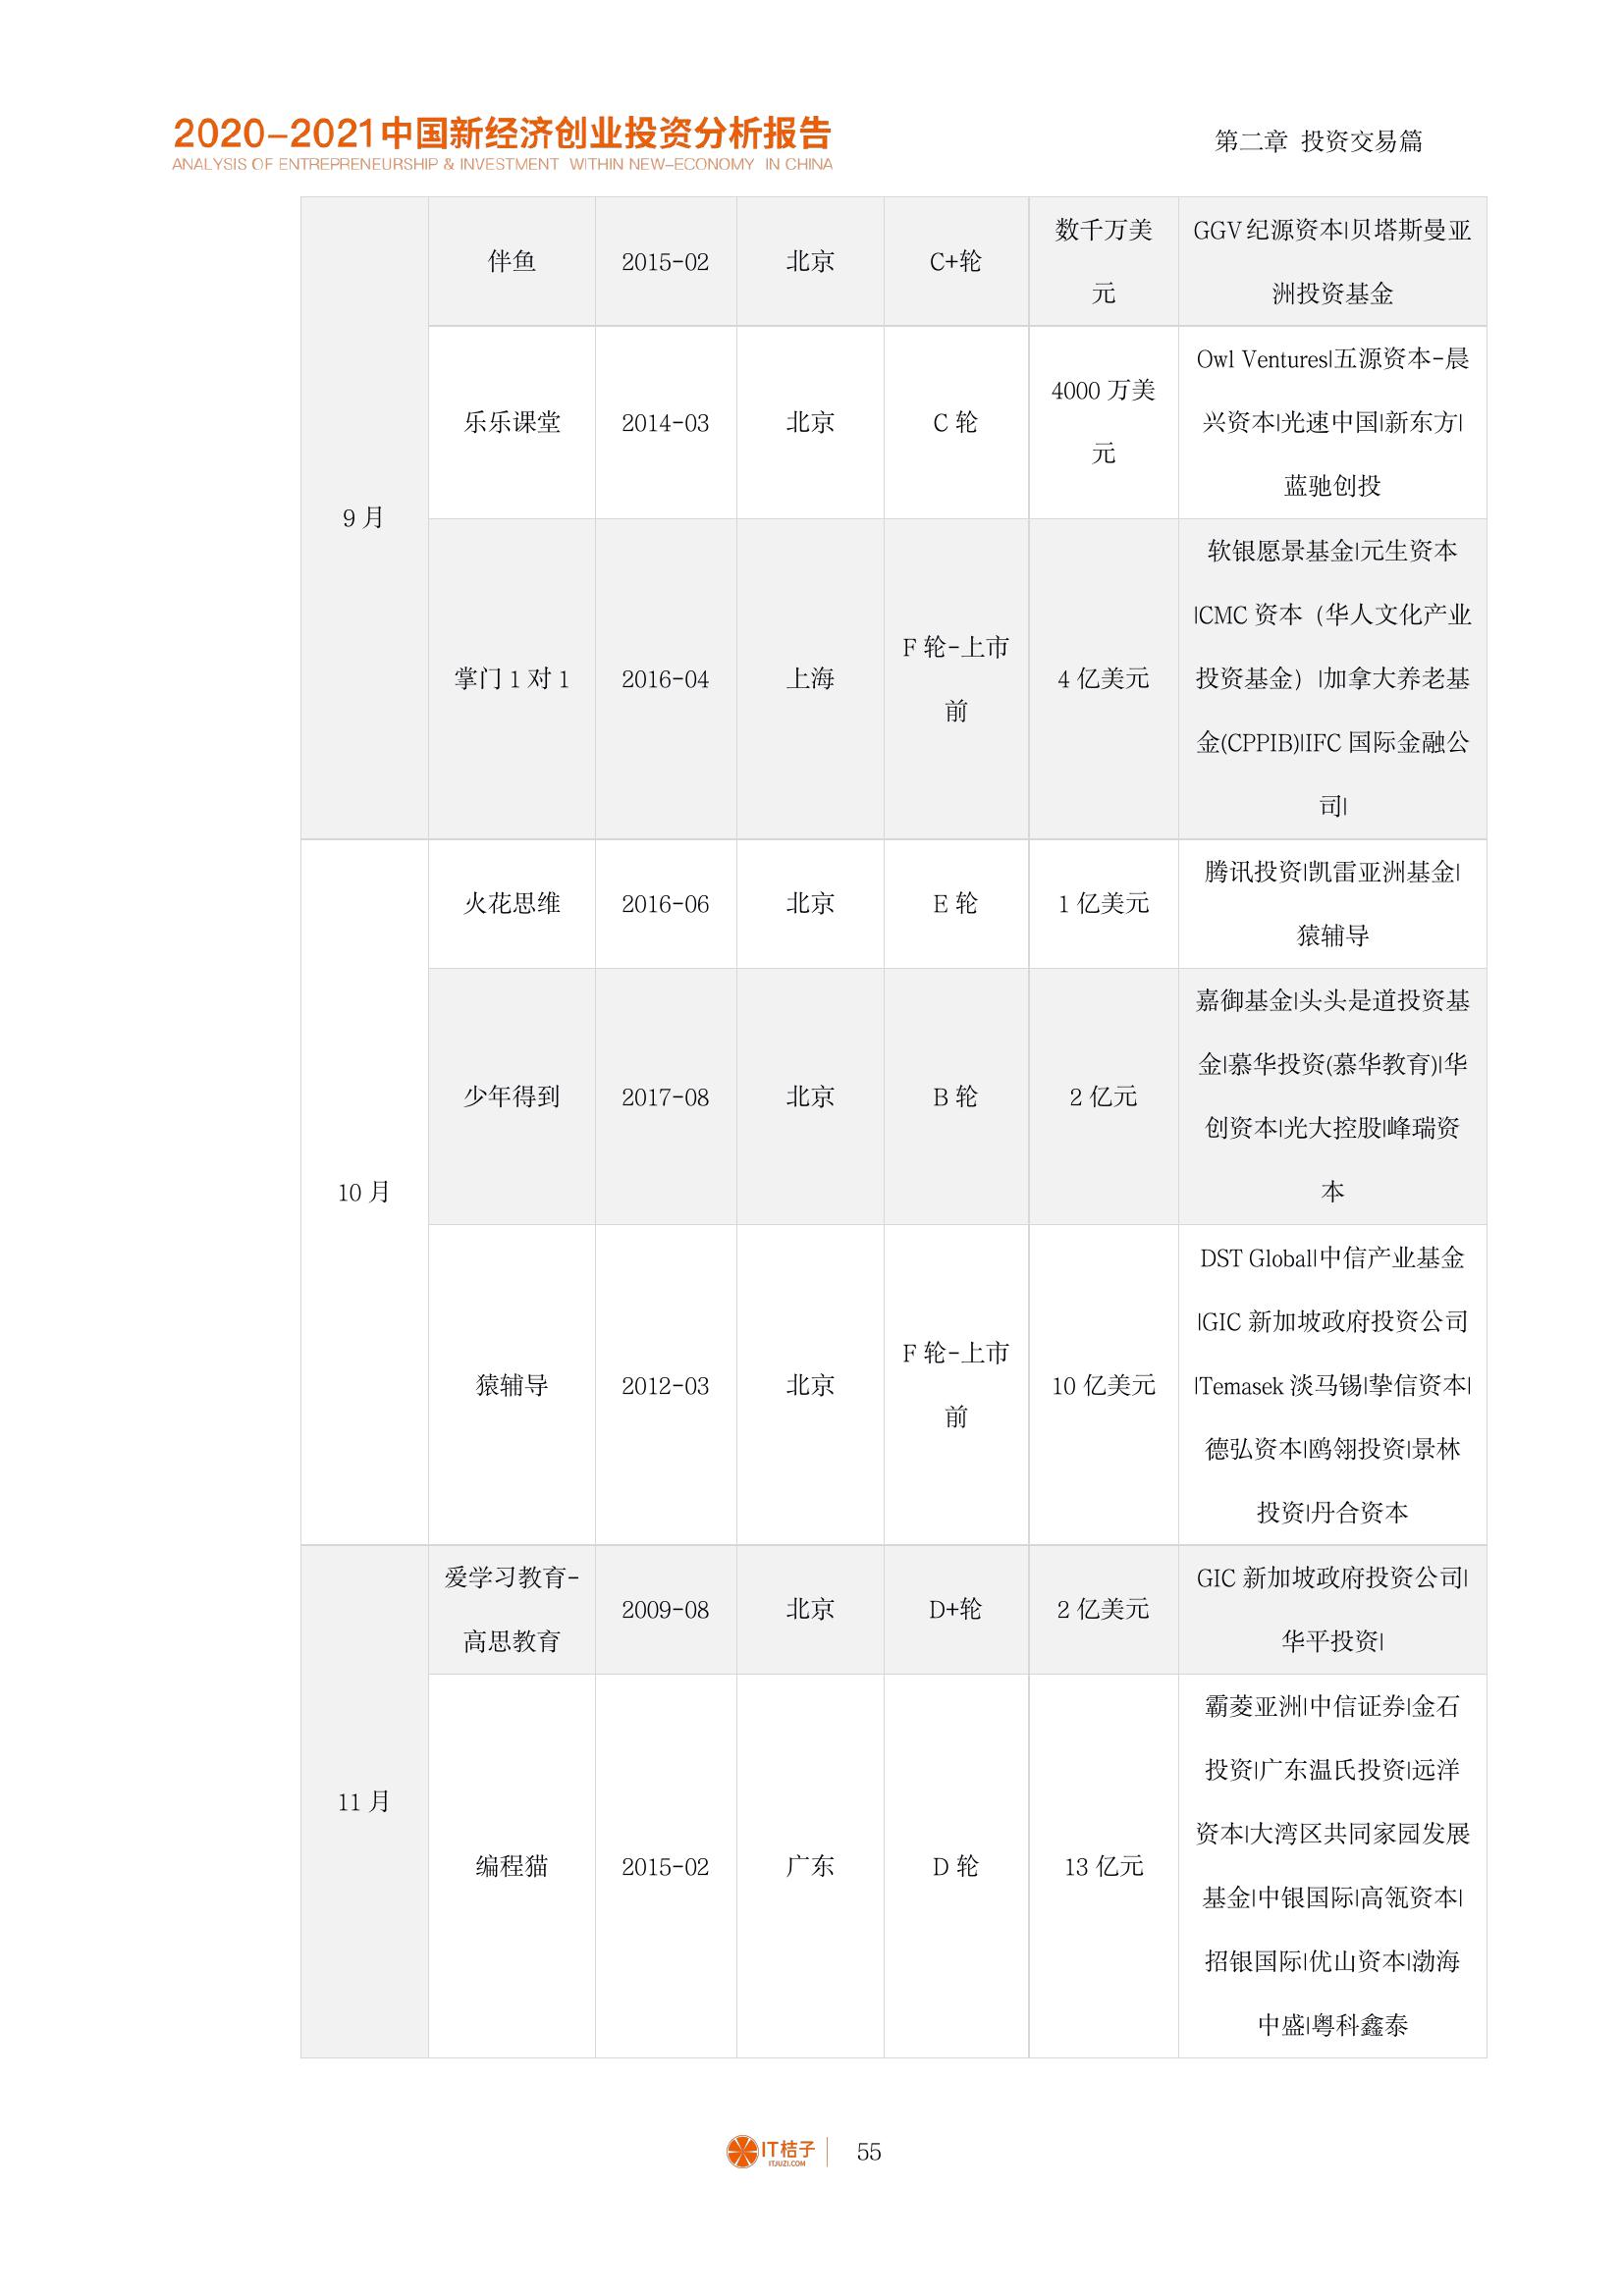 2020-2021中国新经济创业投资分析报告
ANALYSIS OF ENTREPRENEURSHIP & INVESTMENT WITHIN NEW-ECONOMY IN CHINA
第二章 投资交易篇
9 月
伴鱼
2015-02
北京
C+轮
数千万美
元
GGV 纪源资本|贝塔斯曼亚
洲投资基金
乐乐课堂
2014-03
北京
C 轮
4000 万美
元
Owl Ventures|五源资本-晨
兴资本|光速中国|新东方|
蓝驰创投
掌门 1 对 1
2016-04
上海
F 轮-上市
前
4 亿美元
软银愿景基金|元生资本
|CMC 资本（华人文化产业
投资基金）|加拿大养老基
金(CPPIB)|IFC 国际金融公
司|
10 月
火花思维
2016-06
北京
E 轮
1 亿美元
腾讯投资|凯雷亚洲基金|
猿辅导
少年得到
2017-08
北京
B 轮
2 亿元
嘉御基金|头头是道投资基
金|慕华投资(慕华教育)|华
创资本|光大控股|峰瑞资
本
猿辅导
2012-03
北京
F 轮-上市
前
10 亿美元
DST Global|中信产业基金
|GIC 新加坡政府投资公司
|Temasek 淡马锡|挚信资本|
德弘资本|鸥翎投资|景林
投资|丹合资本
11 月
爱学习教育-
高思教育
2009-08
北京
D+轮
2 亿美元
GIC 新加坡政府投资公司|
华平投资|
编程猫
2015-02
广东
D 轮
13 亿元
霸菱亚洲|中信证券|金石
投资|广东温氏投资|远洋
资本|大湾区共同家园发展
基金|中银国际|高瓴资本|
招银国际|优山资本|渤海
中盛|粤科鑫泰
IT桔子
ITJUZI.COM
55